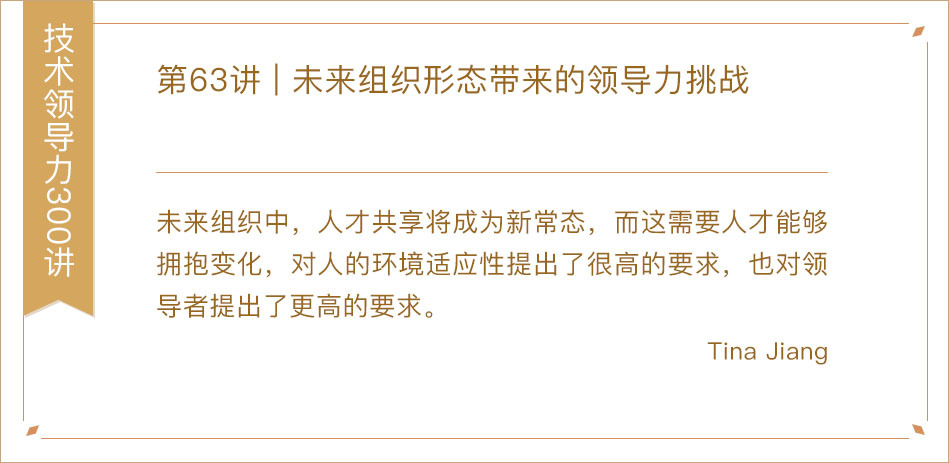 技术领导力300讲
第63讲 | 未来组织形态带来的领导力挑战
未来组织中，人才共享将成为新常态，而这需要人才能够
拥抱变化，对人的环境适应性提出了很高的要求，也对领
导者提出了更高的要求。
Tina Jiang